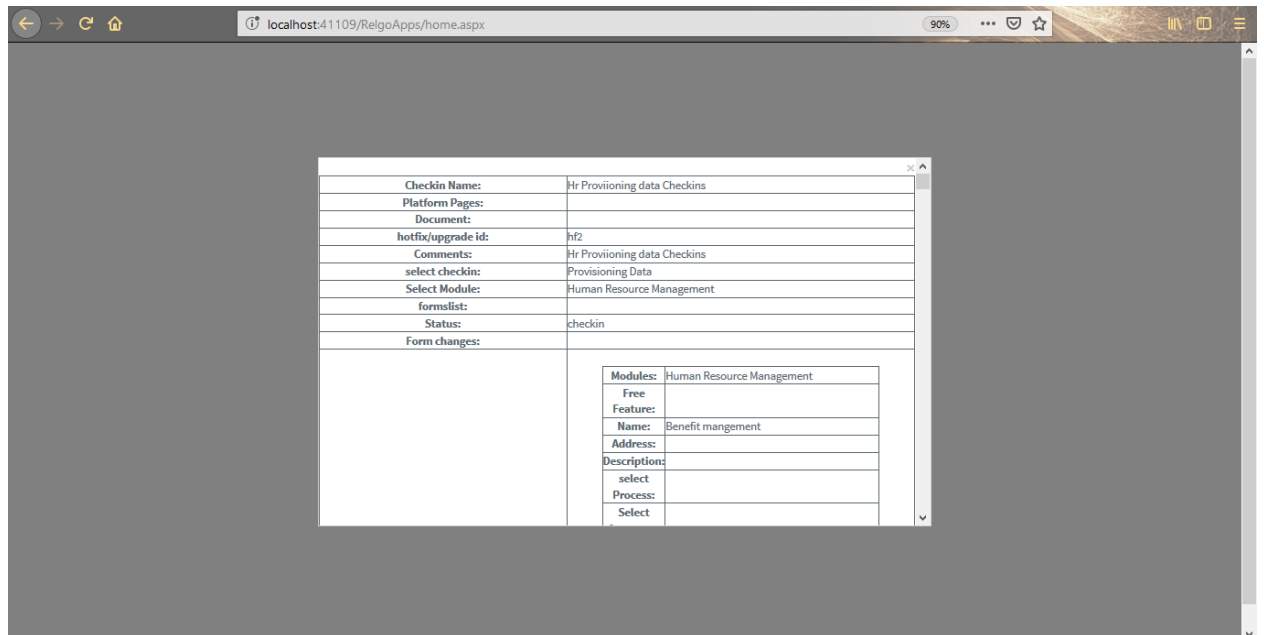 localhost:41109/RelgoApps/home.aspx 90%
Checkin Name: Hr Proviioning data Checkins
Platform Pages:
Document:
hotfix/upgrade id: hf2
Comments: Hr Proviioning data Checkins
select checkin: Provisioning Data
Select Module: Human Resource Management
formslist:
Status: checkin
Form changes:
Modules: Human Resource Management
Free
Feature:
Name: Benefit mangement
Address:
Description:
select
Process:
Select